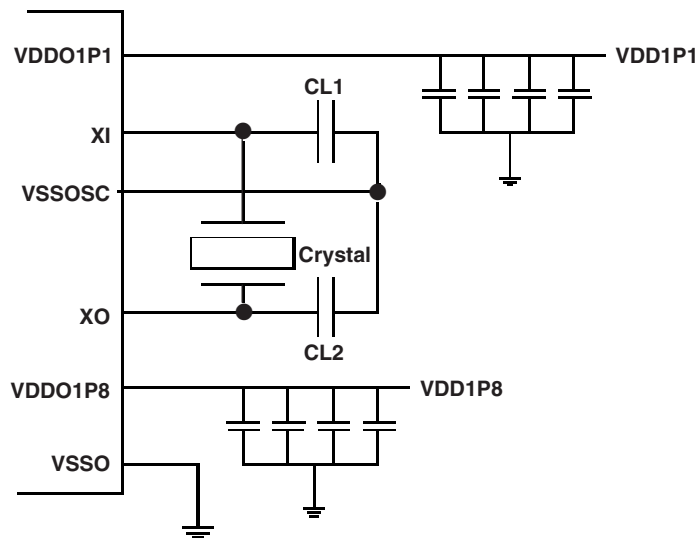 VDDO1P1
VDD1P1
CL1
XI
VSSOSC
Crystal
XO
CL2
VDDO1P8
VDD1P8
VSSO